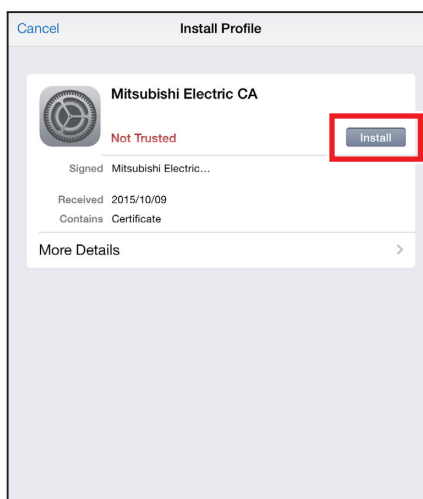 Cancel Install Profile
Mitsubishi Electric CA
Not Trusted Install
Signed Mitsubishi Electric...
Received 2015/10/09
Contains Certificate
More Details